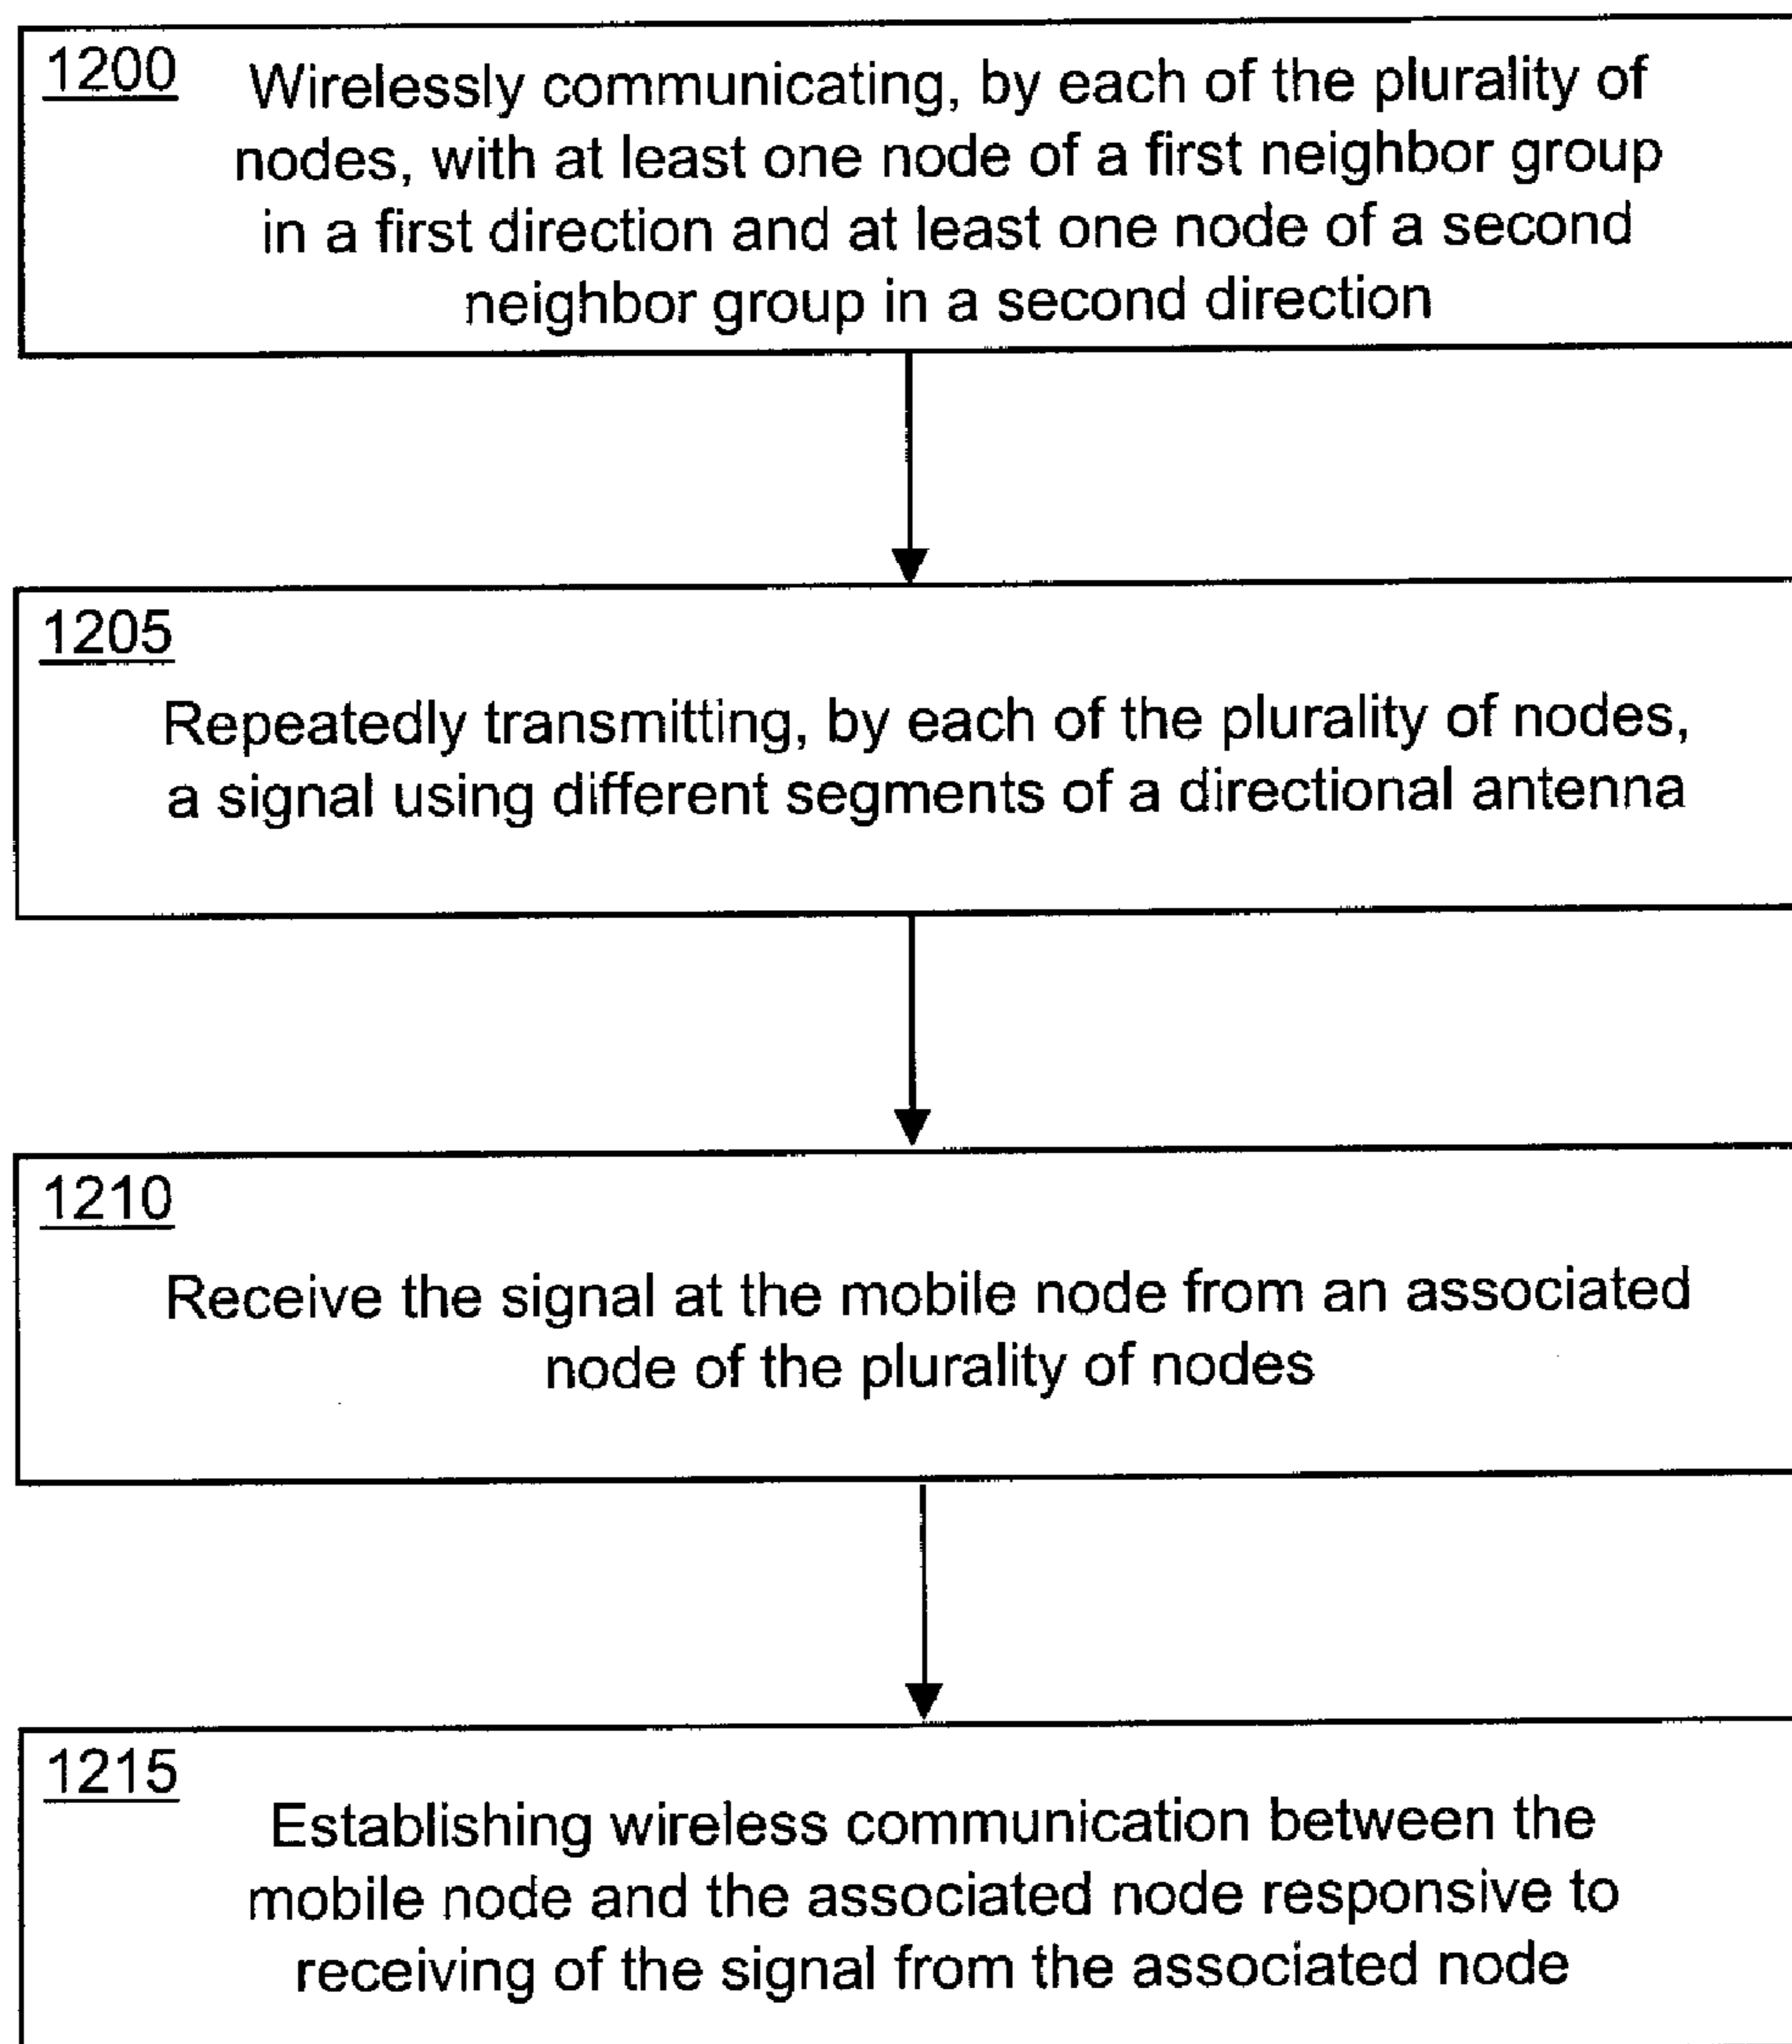 1200 Wirelessly communicating, by each of the plurality of
nodes, with at least one node of a first neighbor group
in a first direction and at least one node of a second
neighbor group in a second direction
1205
Repeatedly transmitting, by each of the plurality of nodes,
a signal using different segments of a directional antenna
1210
Receive the signal at the mobile node from an associated
node of the plurality of nodes
1215
Establishing wireless communication between the
mobile node and the associated node responsive to
receiving of the signal from the associated node